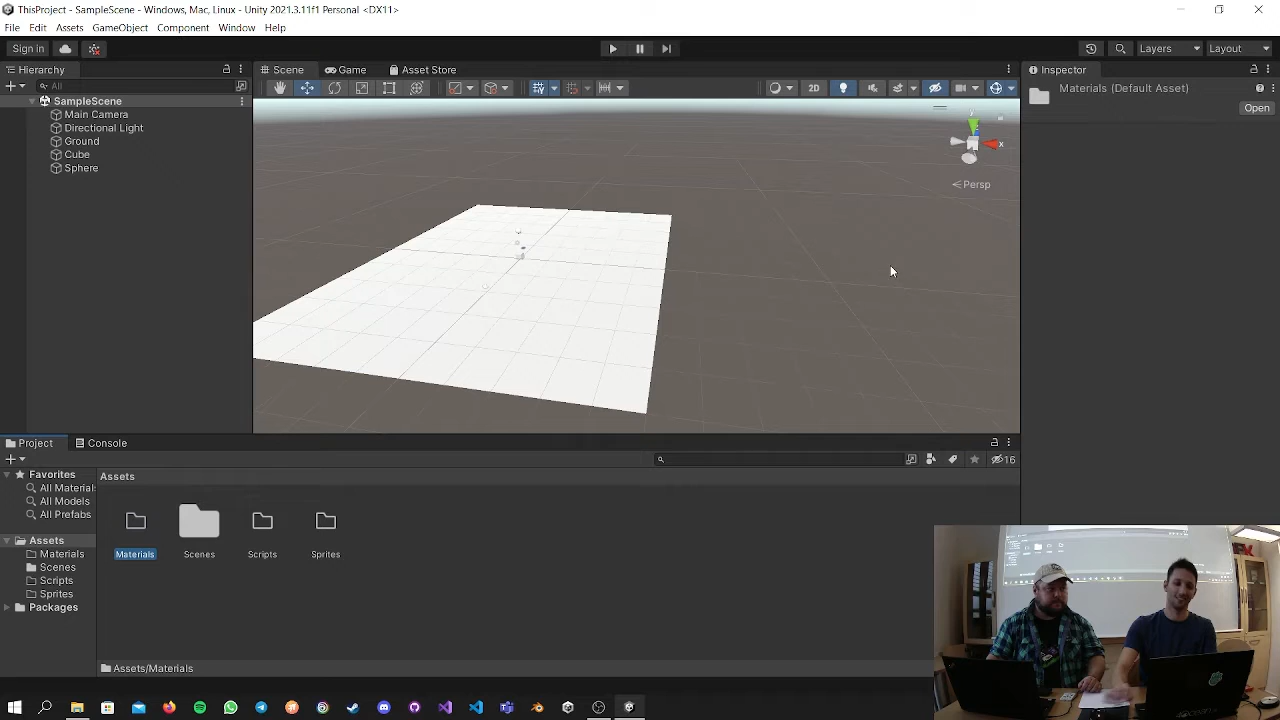 ThisProject - SampleScene - Windows, Mac, Linux - Unity 2021.3.11f1 Personal <DX11>
File Edit Assets GameObject Component Window Help
Sign in Layers Layout
Hierarchy Scene Game Asset Store Inspector
All 2D Materials (Default Asset)
Open
SampleScene
Main Camera
Directional Light
Ground
Cube
Sphere
x
Persp
Project Console
16
Favorites Assets
All Material
All Models
All Prefabs
Assets
Materials
Scenes
Scripts
Sprites
Packages
Materials Scenes Scripts Sprites
Assets/Materials